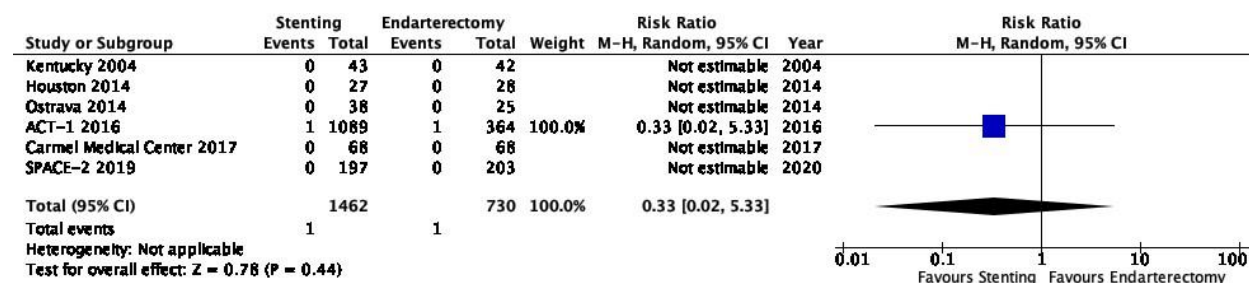 Stenting Endarterectomy Risk Ratio Risk Ratio
Study or Subgroup Events Total Events Total Weight M-H, Random, 95% CI Year M-H, Random, 95% CI
Kentucky 2004 0 43 0 42 Not estimable 2004
Houston 2014 0 27 0 28 Not estimable 2014
Ostrava 2014 0 38 0 25 Not estimable 2014
ACT-1 2016 1 1089 1 364 100.0% 0.33 [0.02, 5.33] 2016
Carmel Medical Center 2017 0 68 0 68 Not estimable 2017
SPACE-2 2019 0 197 0 203 Not estimable 2020
Total (95% CI) 1462 730 100.0% 0.33 [0.02, 5.33]
Total events 1 1
Heterogeneity: Not applicable
Test for overall effect: Z = 0.78 (P = 0.44)
0.01 0.1 1 10 100
Favours Stenting Favours Endarterectomy